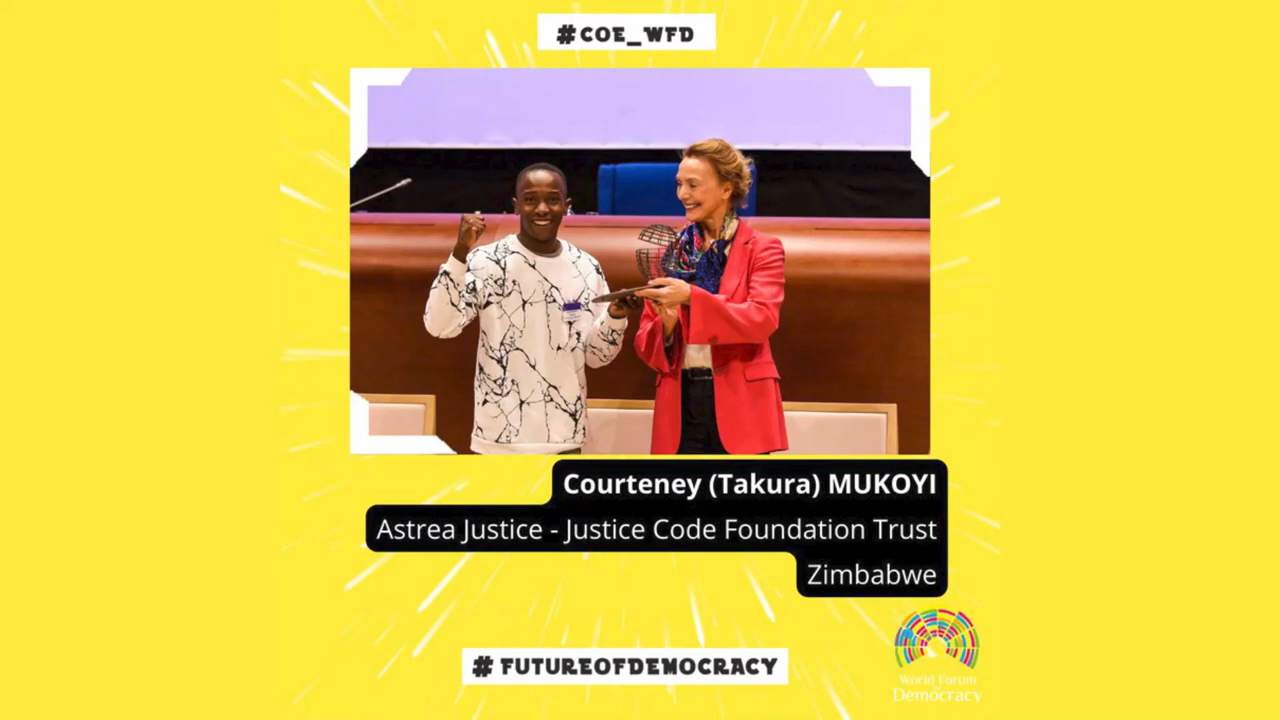 #COE_WFD
Courteney (Takura) MUKOYI
Astrea Justice - Justice Code Foundation Trust
Zimbabwe
# FUTUREOFDEMOCRACY
World Forum
Democracy